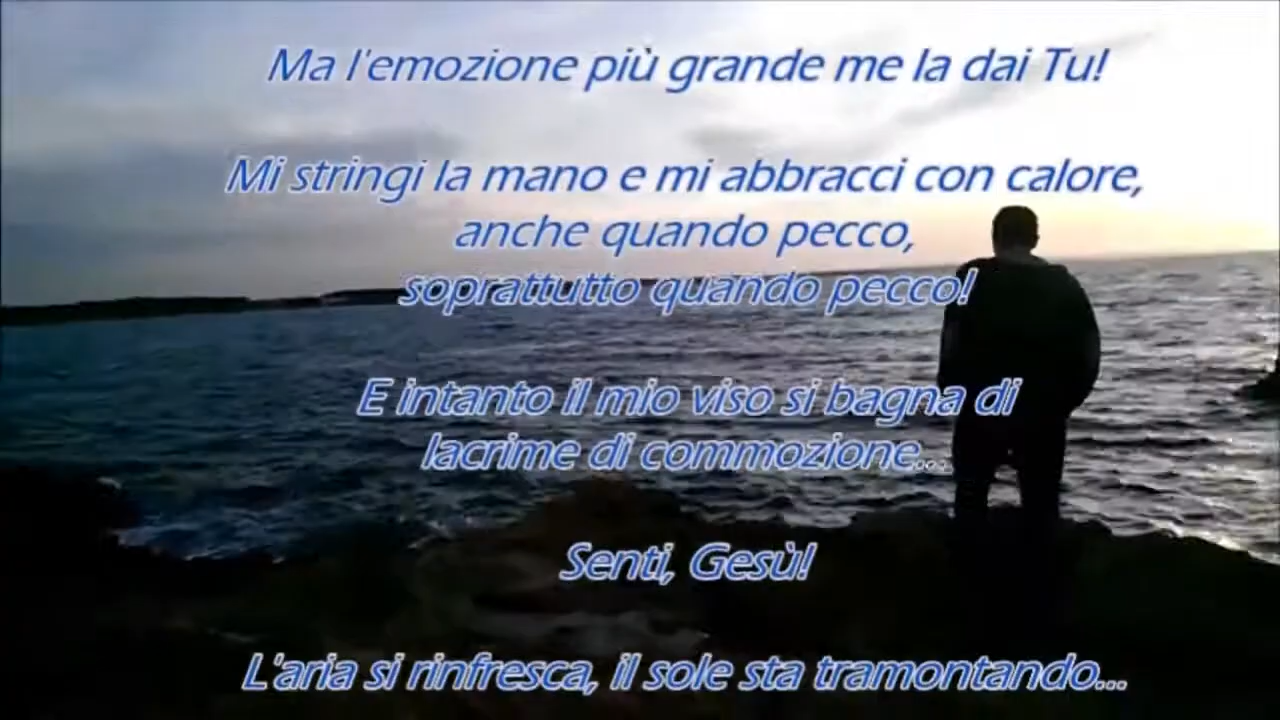 Ma l'emozione più grande me la dai Tu!
Mi stringi la mano e mi abbracci con calore,
anche quando pecco,
soprattutto quando pecco!
E intanto il mio viso si bagna di
lacrime di commozione...
Senti, Gesù!
L'aria si rinfresca, il sole sta tramontando...